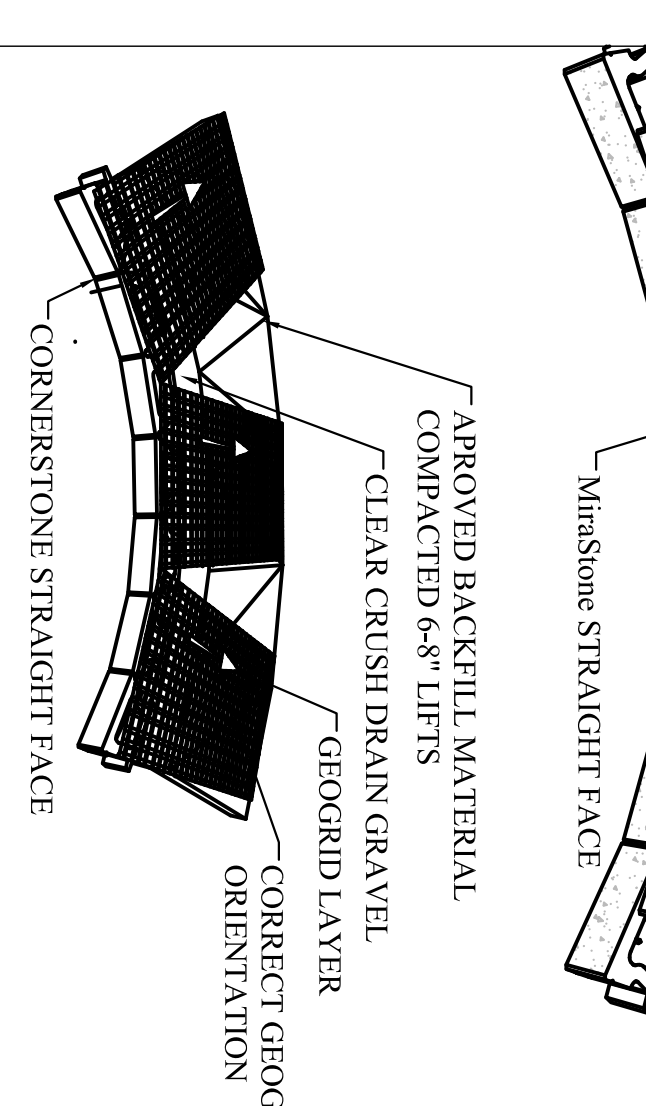 MiraStone STRAIGHT FACE
APROVED BACKFILL MATERIAL
COMPACTED 6-8" LIFTS
CLEAR CRUSH DRAIN GRAVEL
GEOGRID LAYER
CORRECT GEOG
ORIENTATION
CORNERSTONE STRAIGHT FACE